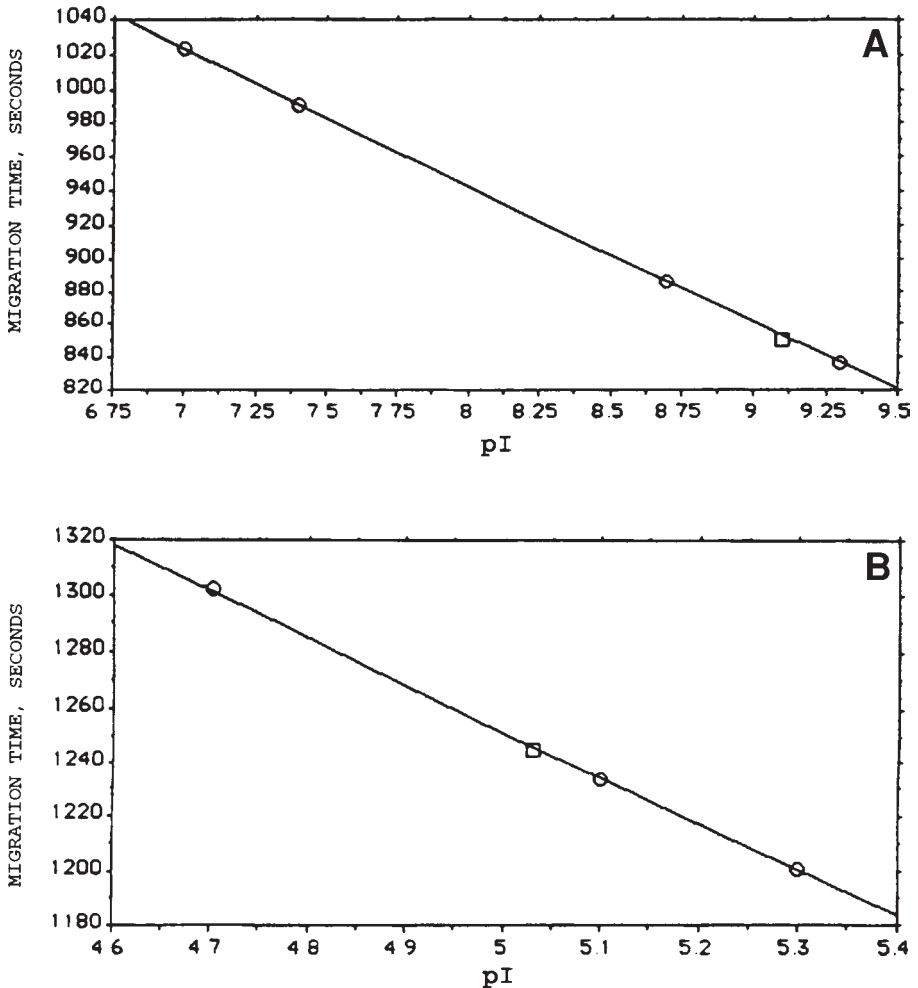 A
MIGRATION TIME, SECONDS
1040
1020
1000
980
960
940
920
900
880
860
840
820
6 75 7 7 25 7 5 7 75 8 8.25 8.5 8 75 9 9.25 9.5
pI
B
MIGRATION TIME, SECONDS
1320
1300
1280
1260
1240
1220
1200
1180
4 6 4 7 4 8 4 9 5 5.1 5.2 5.3 5.4
pI